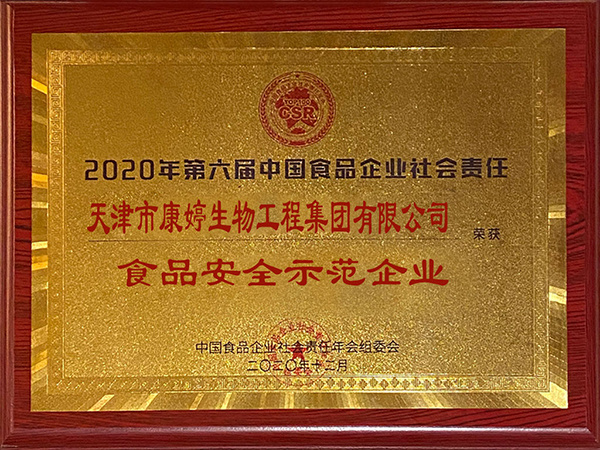 CSR
2020年第六届中国食品企业社会责任
天津市康婷生物工程集团有限公司
荣获
食品安全示范企业
中国食品企业社会责任年会组委会
二〇二〇年十二月